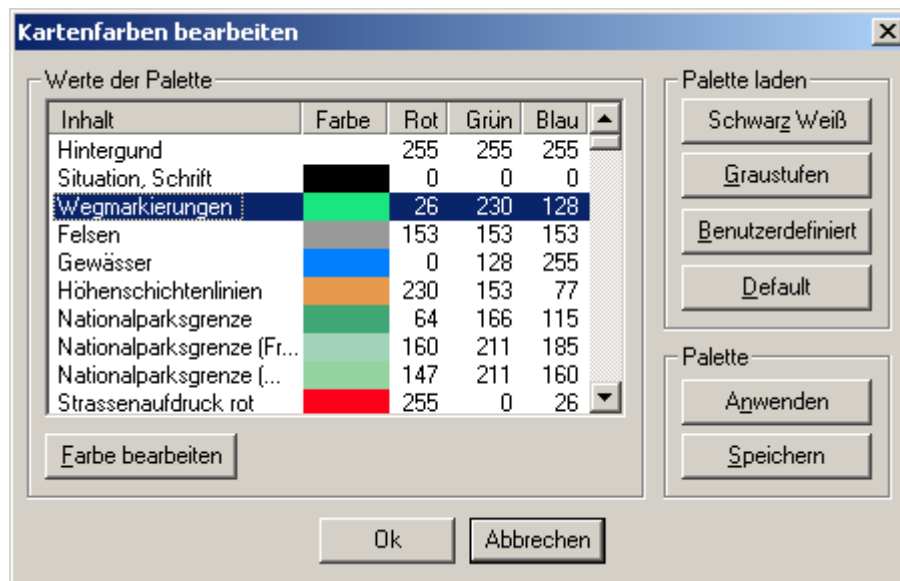 Kartenfarben bearbeiten
Werte der Palette
Inhalt Farbe Rot Grün Blau
Hintergund 255 255 255
Situation, Schrift 0 0 0
Wegmarkierungen 26 230 128
Felsen 153 153 153
Gewässer 0 128 255
Höhenschichtenlinien 230 153 77
Nationalparksgrenze 64 166 115
Nationalparksgrenze (Fr... 160 211 185
Nationalparksgrenze (... 147 211 160
Strassenaufdruck rot 255 0 26
Farbe bearbeiten
Palette laden
Schwarz Weiß
Graustufen
Benutzerdefiniert
Default
Palette
Anwenden
Speichern
Ok Abbrechen